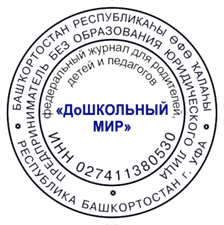 БАШҠОРТОСТАН РЕСПУБЛИКАҺЫ ӨФӨ ҠАЛАҺЫ
РЕСПУБЛИКА БАШКОРТОСТАН Г. УФА
ПРЕДПРИНИМАТЕЛЬ БЕЗ ОБРАЗОВАНИЯ ЮРИДИЧЕСКОГО ЛИЦА
федеральный журнал для родителей,
детей и педагогов
«ДоШКОЛЬНЫЙ
МИР»
ИНН 027411380530